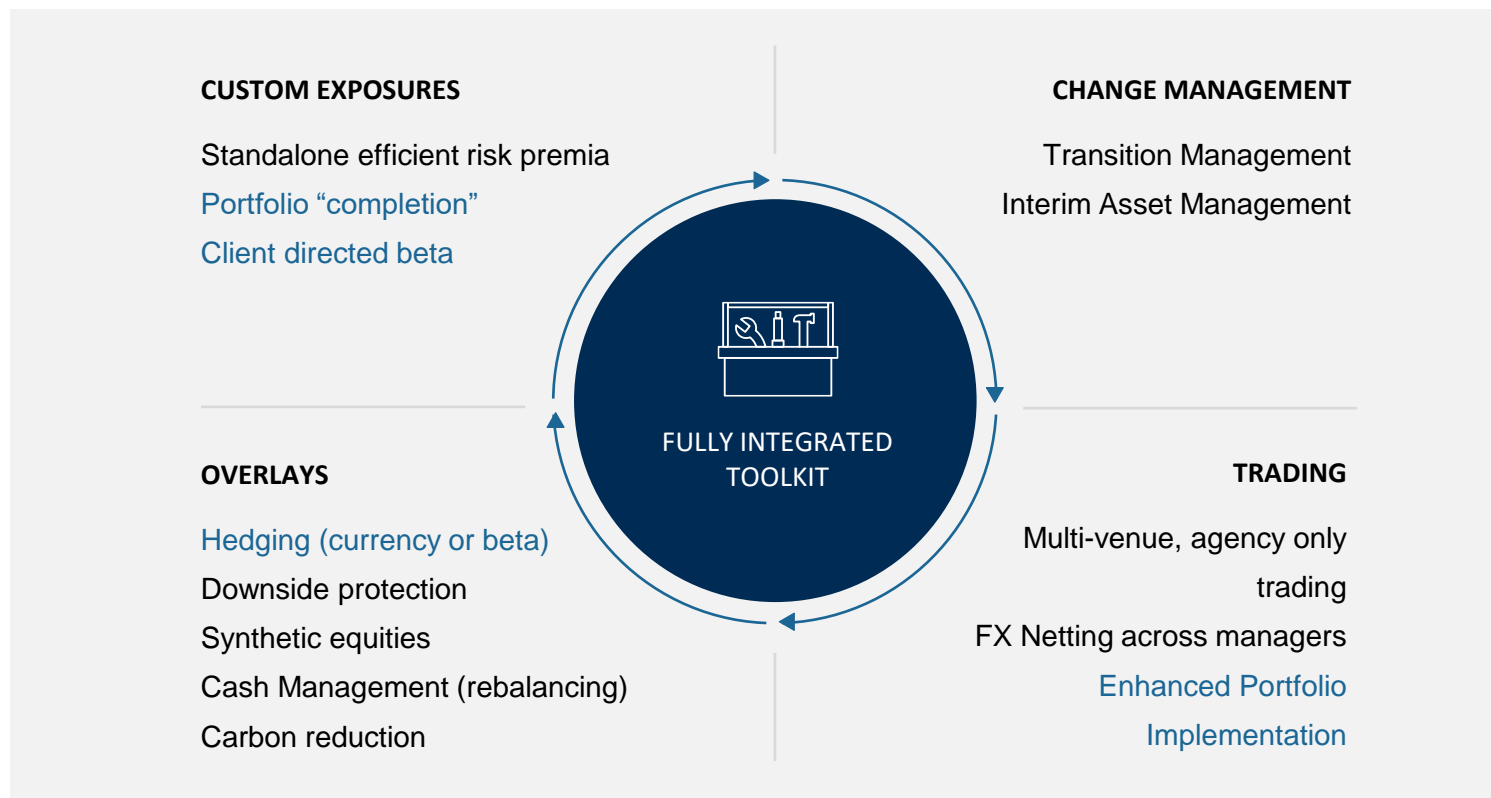 CUSTOM EXPOSURES
Standalone efficient risk premia
Portfolio “completion”
Client directed beta
CHANGE MANAGEMENT
Transition Management
Interim Asset Management
FULLY INTEGRATED
TOOLKIT
OVERLAYS
Hedging (currency or beta)
Downside protection
Synthetic equities
Cash Management (rebalancing)
Carbon reduction
TRADING
Multi-venue, agency only
trading
FX Netting across managers
Enhanced Portfolio
Implementation